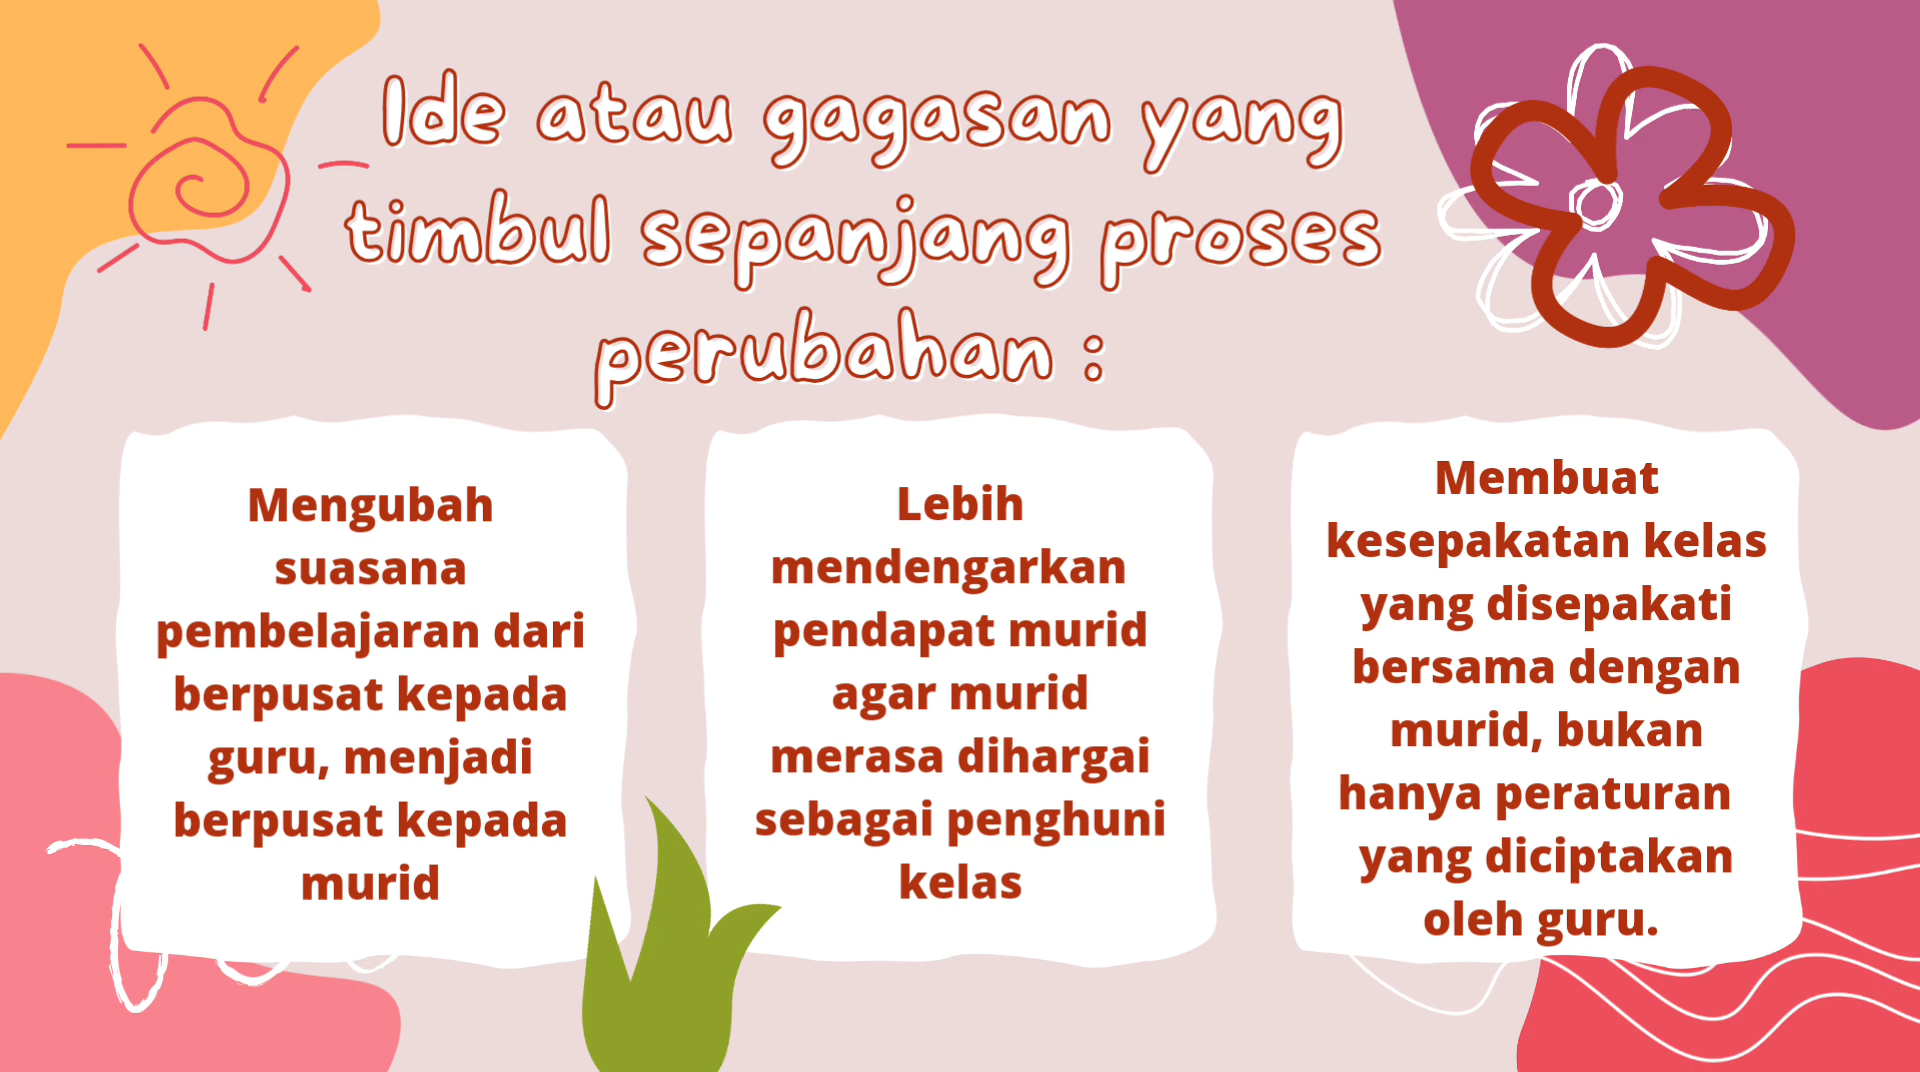 Ide atau gagasan yang
timbul sepanjang proses
perubahan :
Mengubah
suasana
pembelajaran dari
berpusat kepada
guru, menjadi
berpusat kepada
murid
Lebih
mendengarkan
pendapat murid
agar murid
merasa dihargai
sebagai penghuni
kelas
Membuat
kesepakatan kelas
yang disepakati
bersama dengan
murid, bukan
hanya peraturan
yang diciptakan
oleh guru.